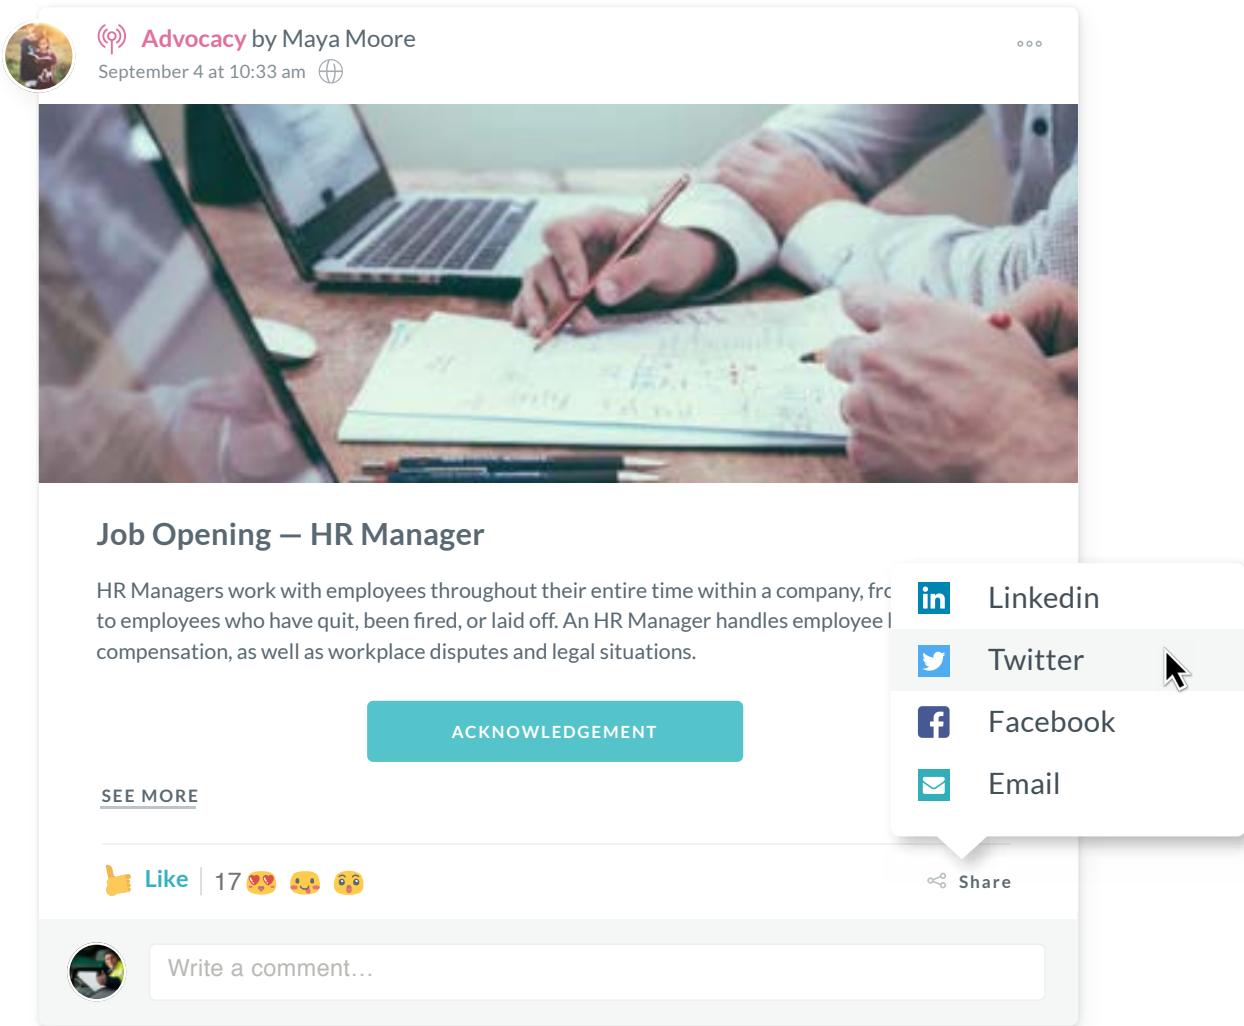 Advocacy by Maya Moore
September 4 at 10:33 am
Job Opening — HR Manager
HR Managers work with employees throughout their entire time within a company,
to employees who have quit, been fired, or laid off. An HR Manager handles employee
compensation, as well as workplace disputes and legal situations.
ACKNOWLEDGEMENT
SEE MORE
Linkedin
Twitter
Facebook
Email
Like
17
Share
Write a comment...